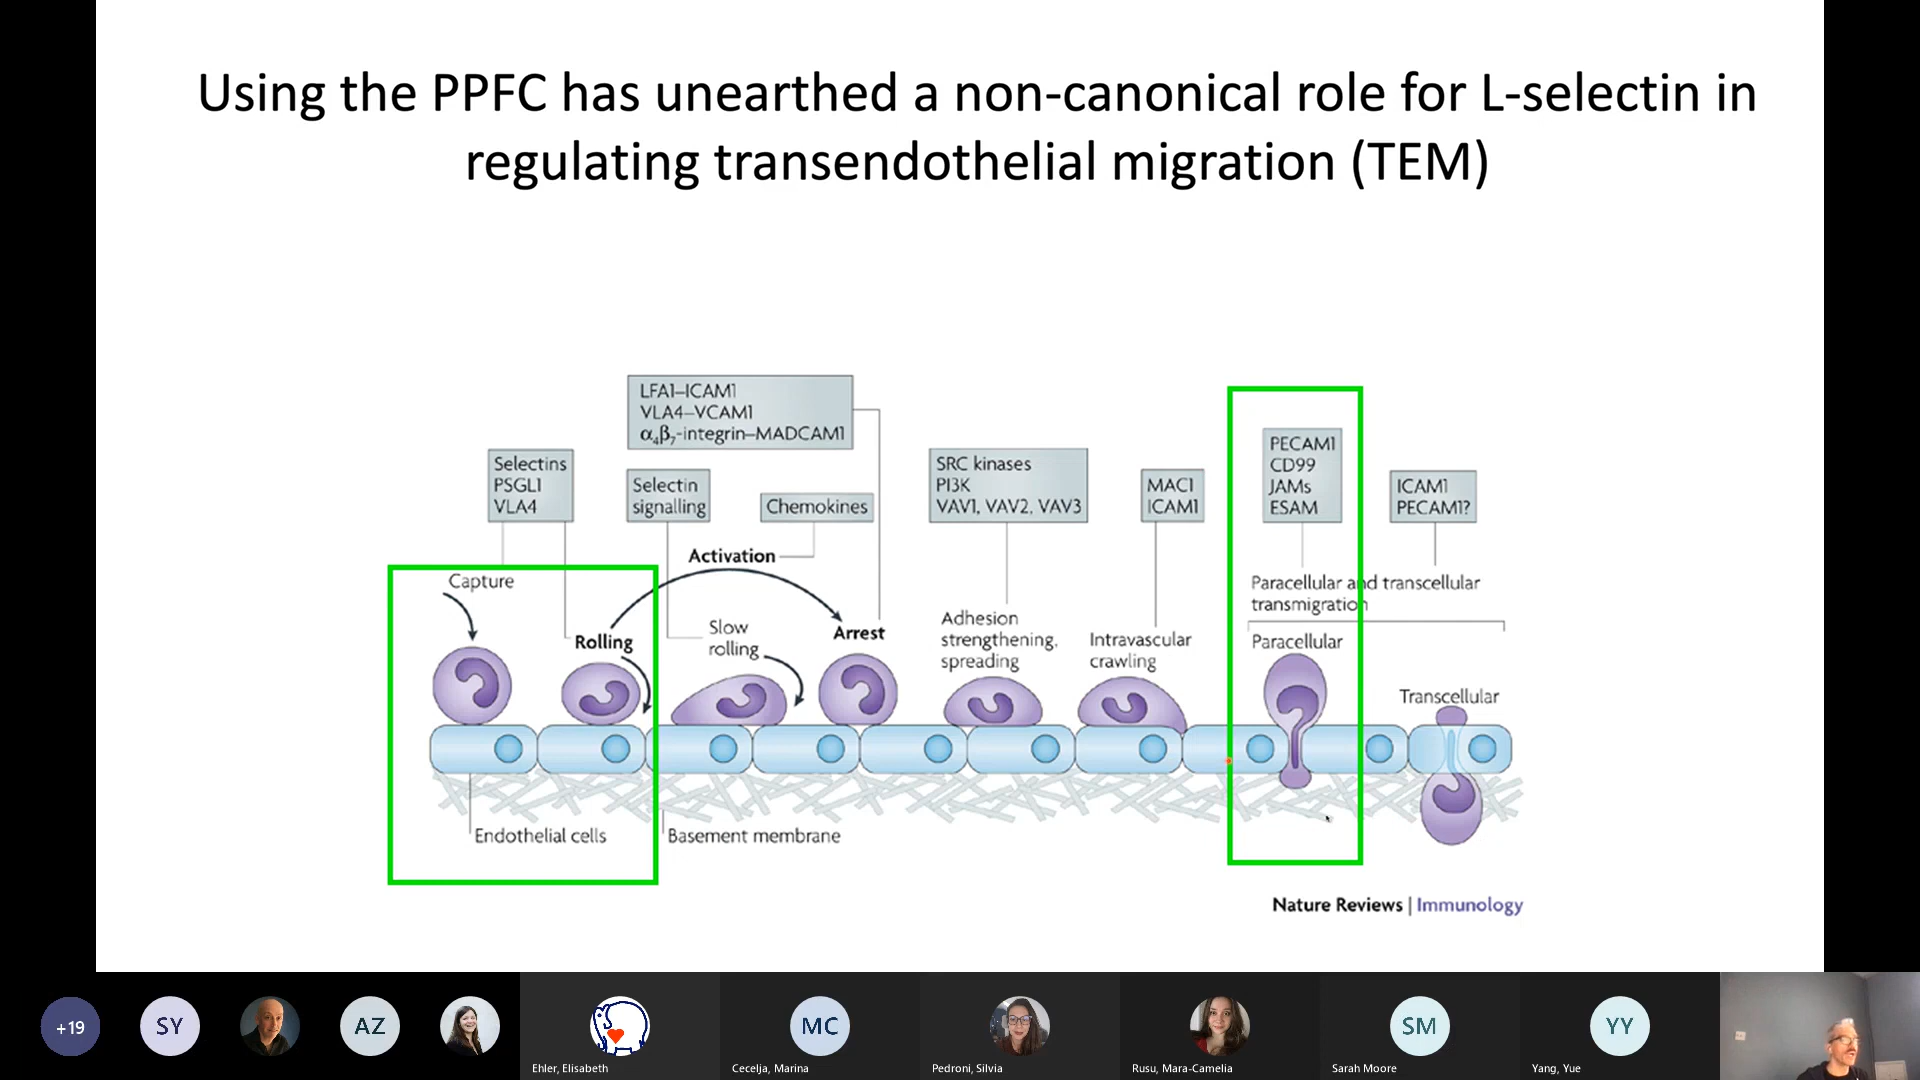 Using the PPFC has unearthed a non-canonical role for L-selectin in
regulating transendothelial migration (TEM)
LFA1–ICAM1
VLA4–VCAM1
α4β7-integrin–MADCAM1
Selectins
PSGL1
VLA4
Selectin
signalling
Chemokines
SRC kinases
PI3K
VAV1, VAV2, VAV3
MAC1
ICAM1
PECAM1
CD99
JAMs
ESAM
ICAM1
PECAM1?
Activation
Capture
Rolling
Slow
rolling
Arrest
Adhesion
strengthening,
spreading
Intravascular
crawling
Paracellular and transcellular
transmigration
Paracellular
Transcellular
Endothelial cells
Basement membrane
Nature Reviews | Immunology
+19
SY
AZ
MC
SM
YY
Ehler, Elisabeth
Cecelja, Marina
Pedroni, Silvia
Rusu, Mara-Camelia
Sarah Moore
Yang, Yue